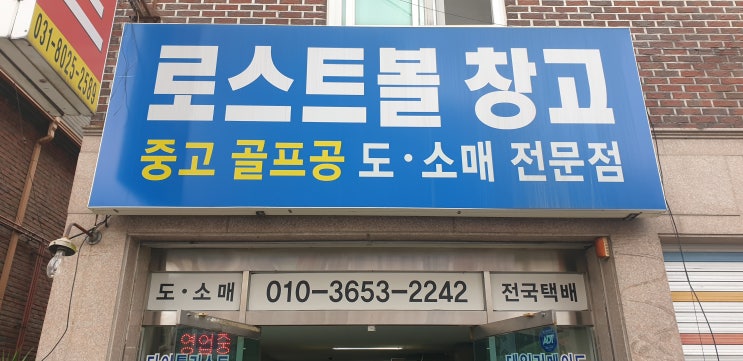 031-8025-2589
로스트볼 창고
중고 골프공 도·소매 전문점
도·소매 010-3653-2242 전국택배
영업중
ADT